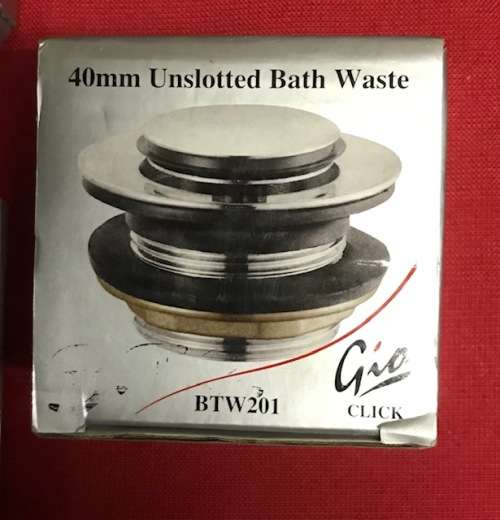 40mm Unslotted Bath Waste
Gio
BTW201
CLICK